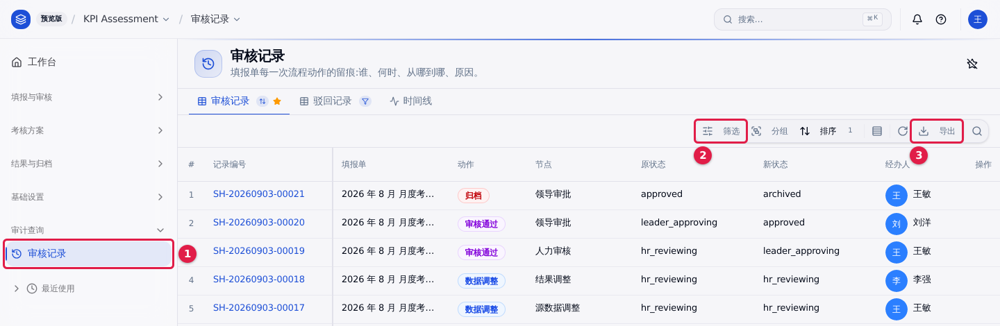 预览版 / KPI Assessment / 审核记录 搜索... ⌘K 王
工作台
填报与审核
考核方案
结果与归档
基础设置
审计查询
审核记录 1
最近使用
审核记录
填报单每一次流程动作的留痕:谁、何时、从哪到哪、原因。
审核记录 驳回记录 时间线
筛选 分组 排序 1 导出
2 3
# 记录编号 填报单 动作 节点 原状态 新状态 经办人 操作
1 SH-20260903-00021 2026 年 8 月 月度考... 归档 领导审批 approved archived 王 王敏
2 SH-20260903-00020 2026 年 8 月 月度考... 审核通过 领导审批 leader_approving approved 刘 刘洋
3 SH-20260903-00019 2026 年 8 月 月度考... 审核通过 人力审核 hr_reviewing leader_approving 王 王敏
4 SH-20260903-00018 2026 年 8 月 月度考... 数据调整 结果调整 hr_reviewing hr_reviewing 李 李强
5 SH-20260903-00017 2026 年 8 月 月度考... 数据调整 源数据调整 hr_reviewing hr_reviewing 王 王敏